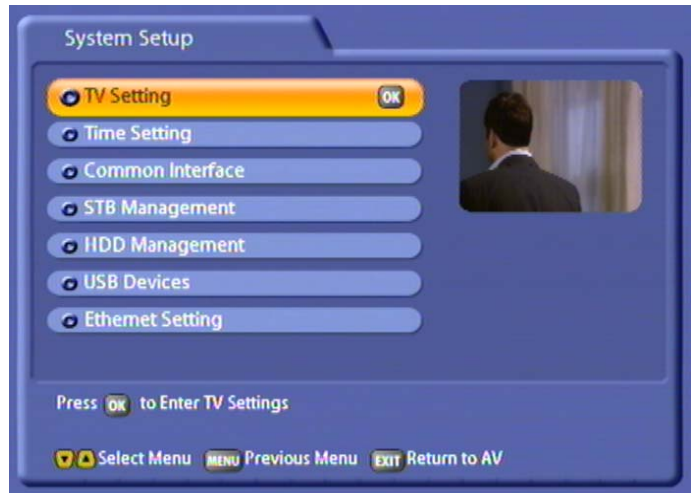 System Setup
TV Setting OK
Time Setting
Common Interface
STB Management
HDD Management
USB Devices
Ethernet Setting
Press OK to Enter TV Settings
Select Menu MENU Previous Menu EXIT Return to AV